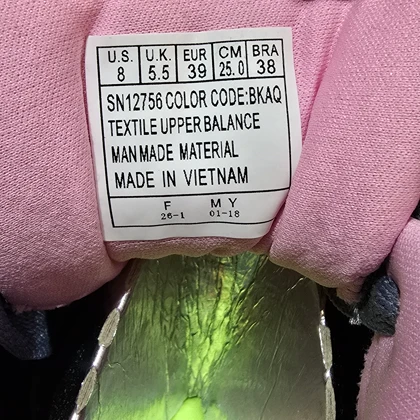 U.S. U.K. EUR CM BRA
8 5.5 39 25.0 38
SN12756 COLOR CODE:BKAQ
TEXTILE UPPER BALANCE
MAN MADE MATERIAL
MADE IN VIETNAM
F M Y
26-1 01-18